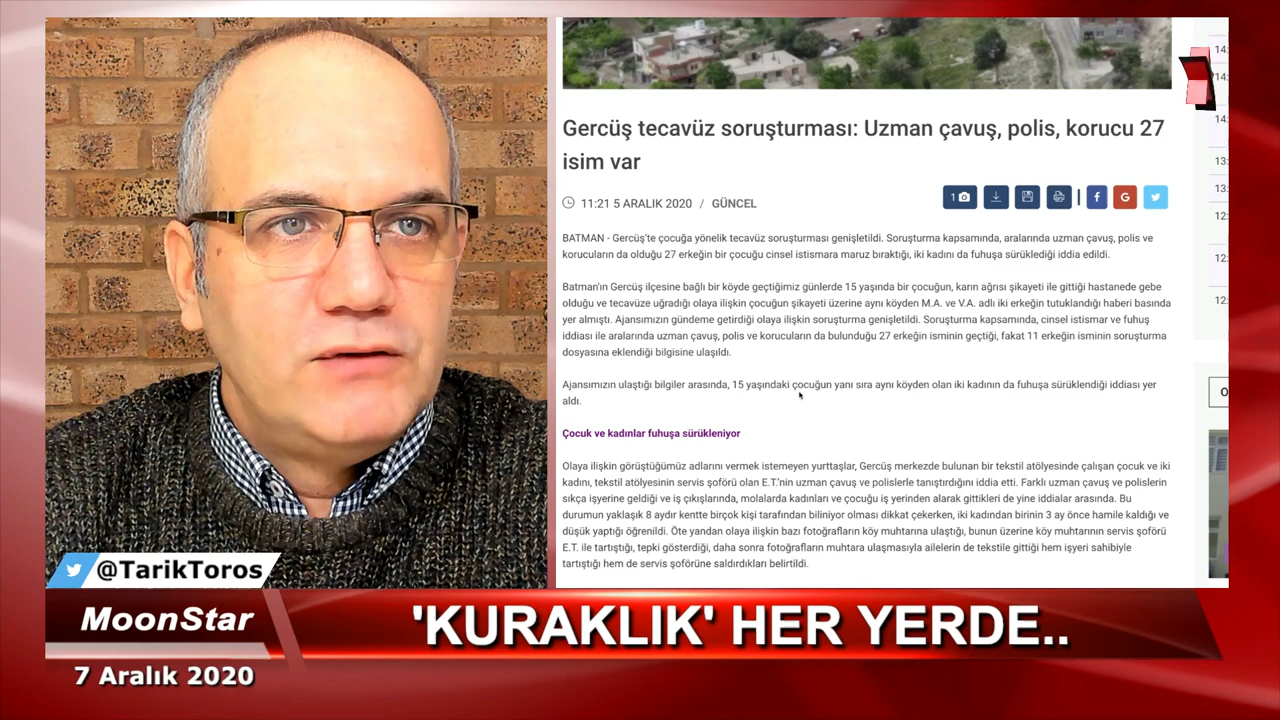 Gercüş tecavüz soruşturması: Uzman çavuş, polis, korucu 27
isim var
11:21 5 ARALIK 2020 / GÜNCEL
1
f
G
BATMAN - Gercüş'te çocuğa yönelik tecavüz soruşturması genişletildi. Soruşturma kapsamında, aralarında uzman çavuş, polis ve
korucuların da olduğu 27 erkeğin bir çocuğu cinsel istismara maruz bıraktığı, iki kadını da fuhuşa sürüklediği iddia edildi.
Batman'ın Gercüş ilçesine bağlı bir köyde geçtiğimiz günlerde 15 yaşında bir çocuğun, karın ağrısı şikayeti ile gittiği hastanede gebe
olduğu ve tecavüze uğradığı olaya ilişkin çocuğun şikayeti üzerine aynı köyden M.A. ve V.A. adlı iki erkeğin tutuklandığı haberi basında
yer almıştı. Ajansımızın gündeme getirdiği olaya ilişkin soruşturma genişletildi. Soruşturma kapsamında, cinsel istismar ve fuhuş
iddiası ile aralarında uzman çavuş, polis ve korucuların da bulunduğu 27 erkeğin isminin geçtiği, fakat 11 erkeğin isminin soruşturma
dosyasına eklendiği bilgisine ulaşıldı.
Ajansımızın ulaştığı bilgiler arasında, 15 yaşındaki çocuğun yanı sıra aynı köyden olan iki kadının da fuhuşa sürüklendiği iddiası yer
aldı.
Çocuk ve kadınlar fuhuşa sürükleniyor
Olaya ilişkin görüştüğümüz adlarını vermek istemeyen yurttaşlar, Gercüş merkezde bulunan bir tekstil atölyesinde çalışan çocuk ve iki
kadını, tekstil atölyesinin servis şoförü olan E.T.'nin uzman çavuş ve polislerle tanıştırdığını iddia etti. Farklı uzman çavuş ve polislerin
sıkça işyerine geldiği ve iş çıkışlarında, molalarda kadınları ve çocuğu iş yerinden alarak gittikleri de yine iddialar arasında. Bu
durumun yaklaşık 8 aydır kentte birçok kişi tarafından biliniyor olması dikkat çekerken, iki kadından birinin 3 ay önce hamile kaldığı ve
düşük yaptığı öğrenildi. Öte yandan olaya ilişkin bazı fotoğrafların köy muhtarına ulaştığı, bunun üzerine köy muhtarının servis şoförü
E.T. ile tartıştığı, tepki gösterdiği, daha sonra fotoğrafların muhtara ulaşmasıyla ailelerin de tekstile gittiği hem işyeri sahibiyle
tartıştığı hem de servis şoförüne saldırdıkları belirtildi.
14:
14:
14:
13:
13:
12:
12:
12:
@TarikToros
MoonStar
'KURAKLIK' HER YERDE..
7 Aralık 2020